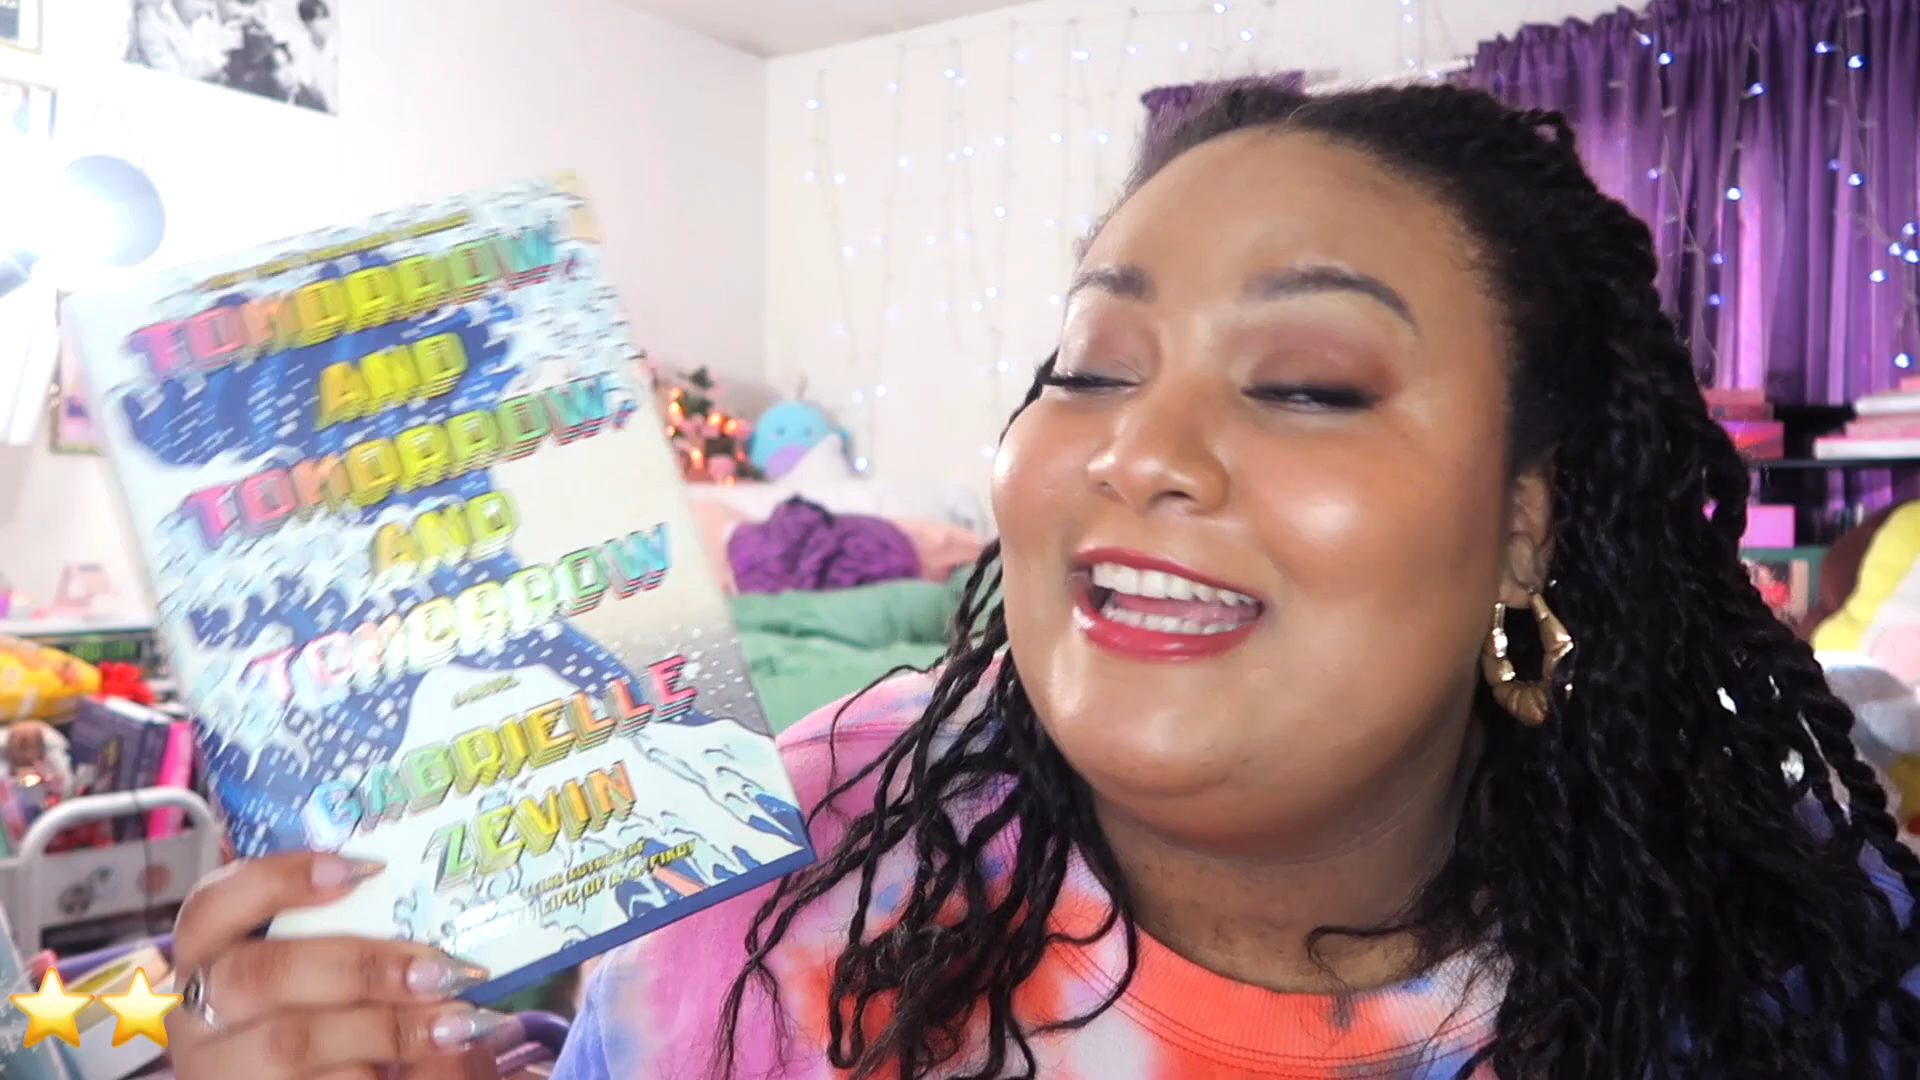 TOMORROW,
AND
TOMORROW,
AND
TOMORROW
GABRIELLE
ZEVIN